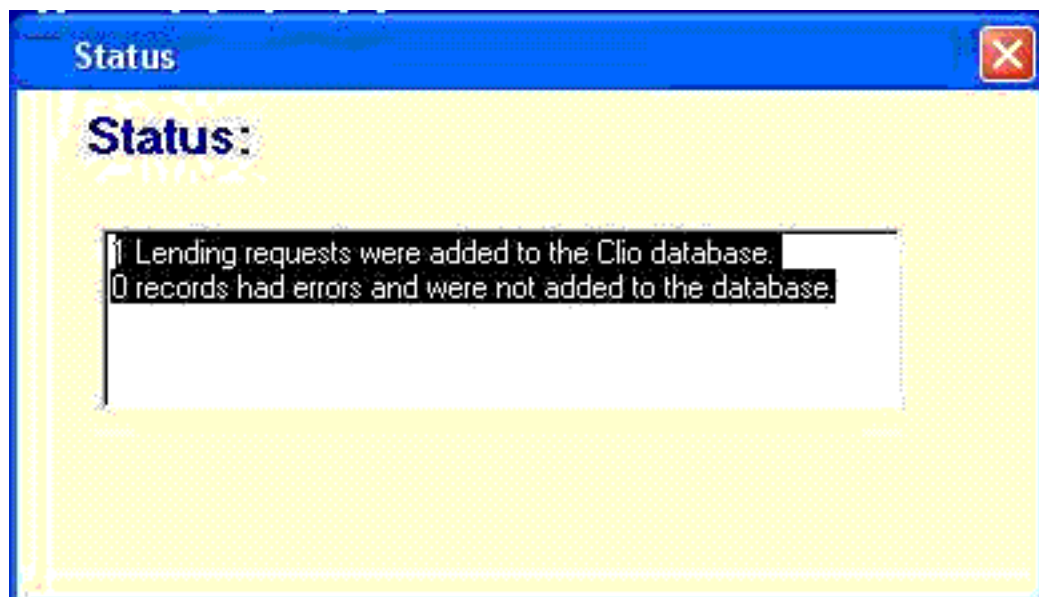 Status
Status:
1 Lending requests were added to the Clio database.
0 records had errors and were not added to the database.